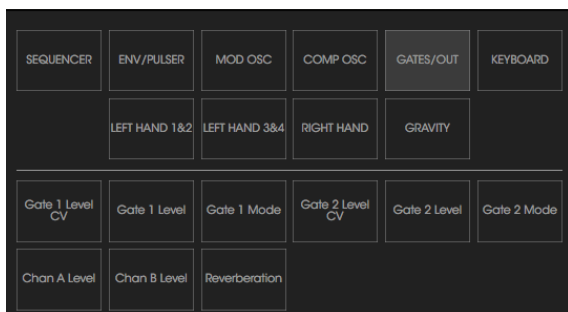 SEQUENCER ENV/PULSER MOD OSC COMP OSC GATES/OUT KEYBOARD
LEFT HAND 1&2 LEFT HAND 3&4 RIGHT HAND GRAVITY
Gate 1 Level CV Gate 1 Level Gate 1 Mode Gate 2 Level CV Gate 2 Level Gate 2 Mode
Chan A Level Chan B Level Reverberation